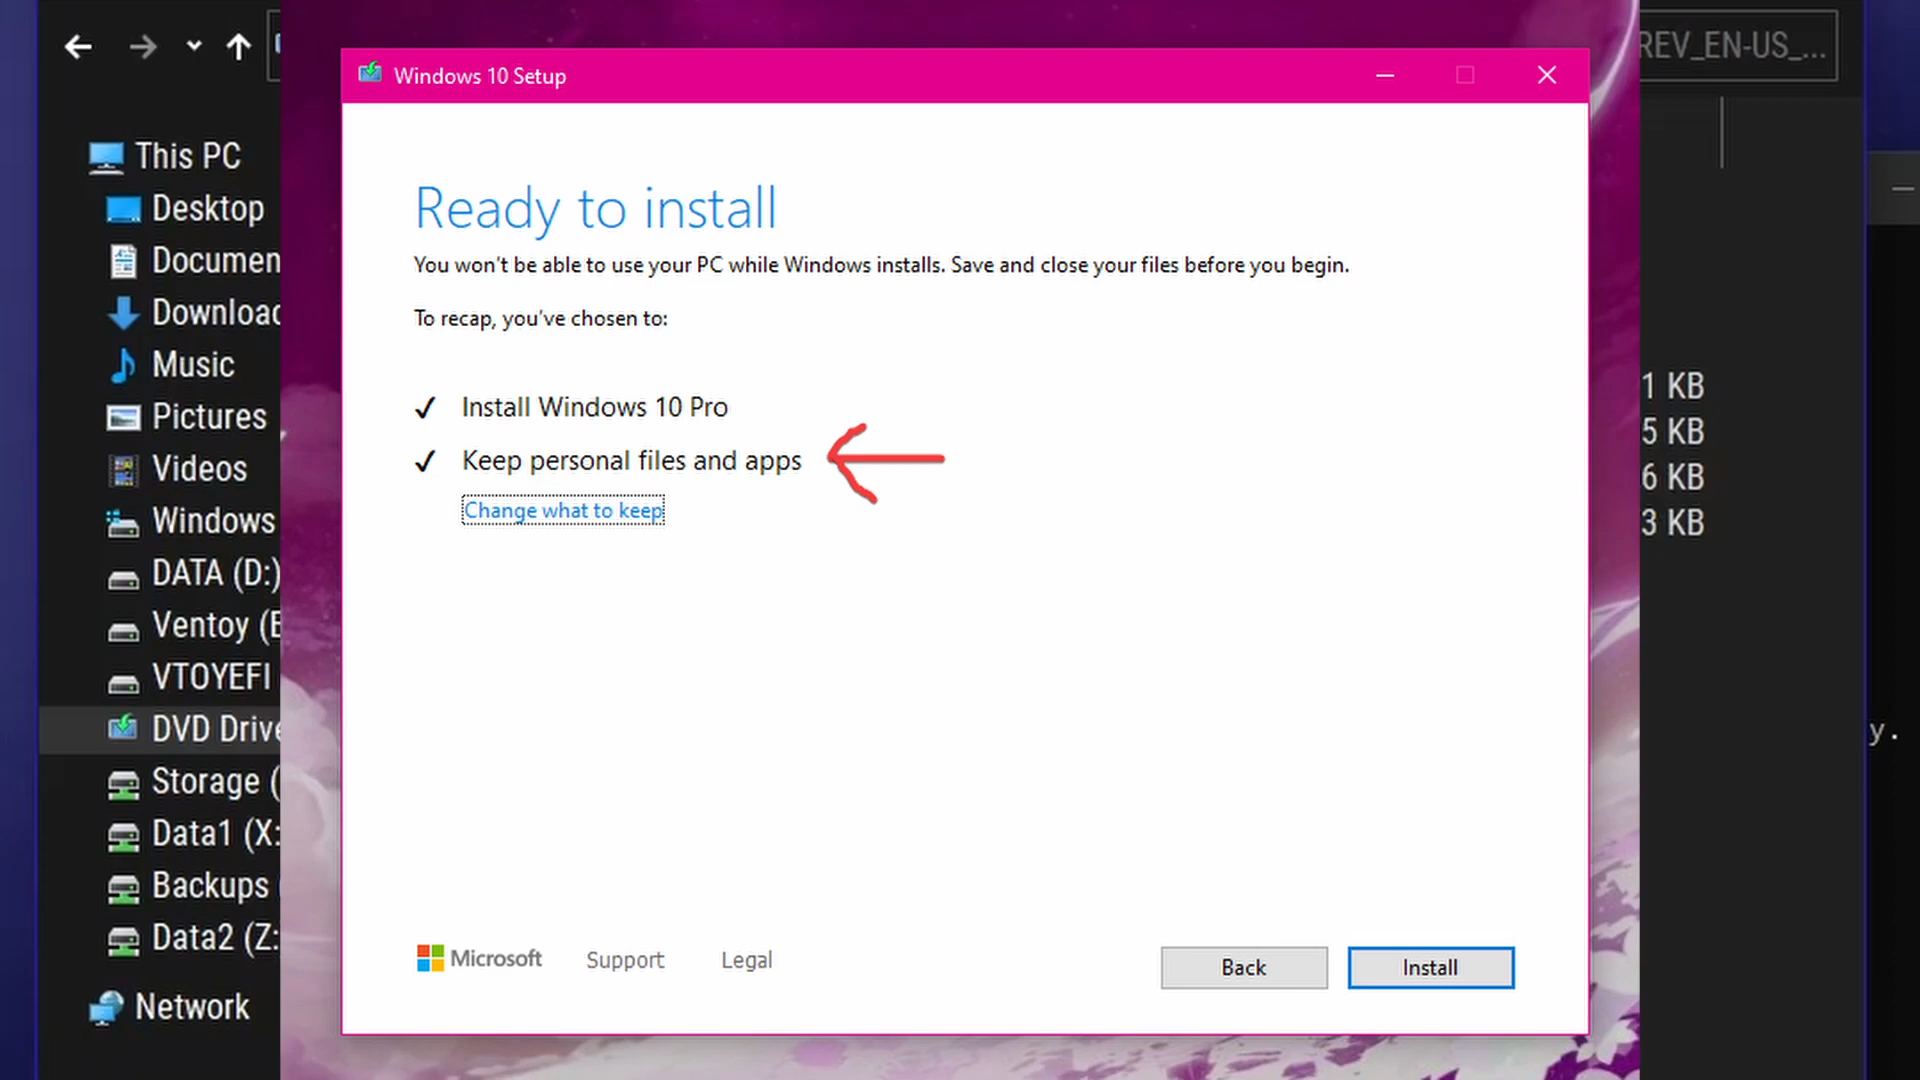 REV_EN-US_...
Windows 10 Setup
This PC
Desktop
Documen
Download
Music
Pictures
Videos
Windows
DATA (D:)
Ventoy (E
VTOYEFI
DVD Drive
Storage (
Data1 (X:
Backups
Data2 (Z:
Network
Ready to install
You won't be able to use your PC while Windows installs. Save and close your files before you begin.
To recap, you've chosen to:
✓ Install Windows 10 Pro
✓ Keep personal files and apps
Change what to keep
Microsoft
Support
Legal
Back
Install
1 KB
5 KB
6 KB
3 KB
y.